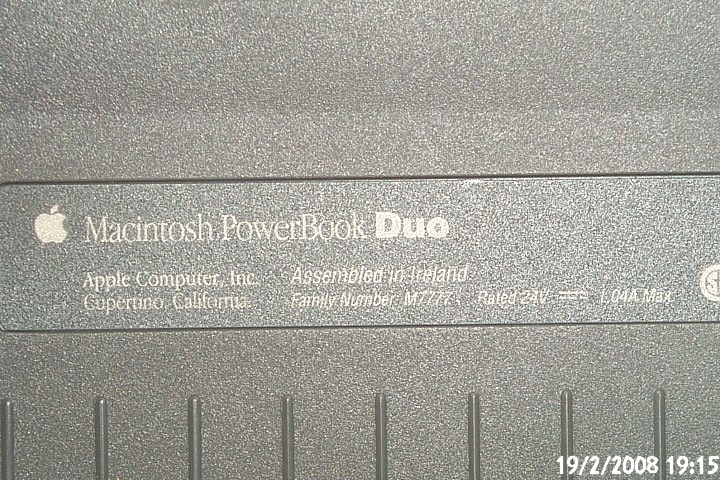 Macintosh PowerBook Duo
Apple Computer, Inc. Assembled in Ireland
Cupertino, California. Family Number M7777 Rated 24V 1.04A Max.
19/2/2008 19:15